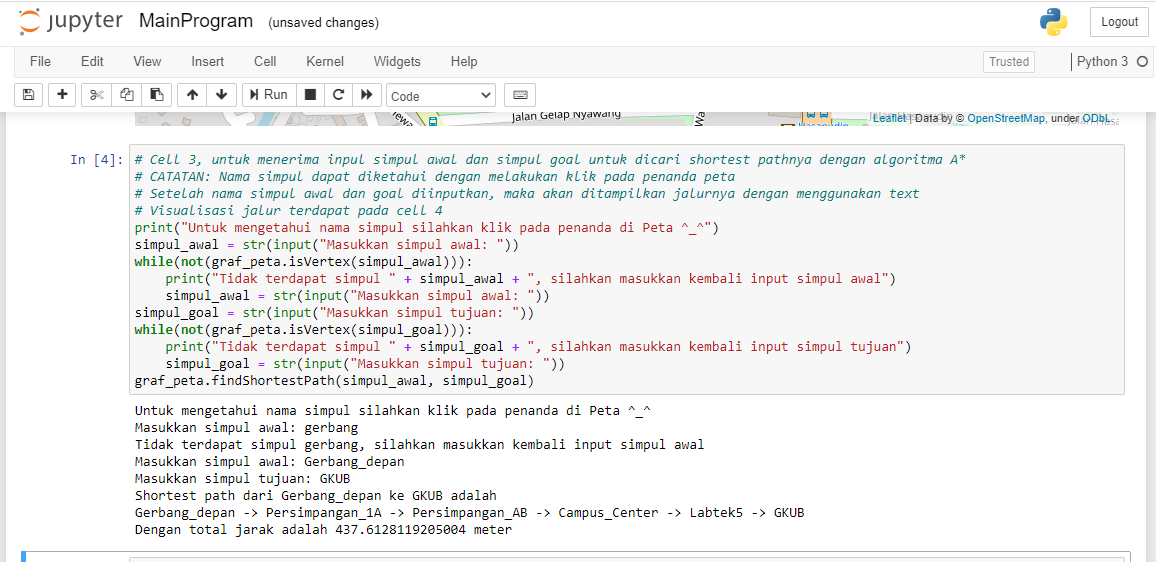 jupyter MainProgram (unsaved changes)
Logout
File Edit View Insert Cell Kernel Widgets Help
Trusted
Python 3
Run
Code
Jalan Gelap Nyawang
Leaflet | Data by © OpenStreetMap, under ODbL.
In [4]:
# Cell 3, untuk menerima inpul simpul awal dan simpul goal untuk dicari shortest pathnya dengan algoritma A*
# CATATAN: Nama simpul dapat diketahui dengan melakukan klik pada penanda peta
# Setelah nama simpul awal dan goal diinputkan, maka akan ditampilkan jalurnya dengan menggunakan text
# Visualisasi jalur terdapat pada cell 4
print("Untuk mengetahui nama simpul silahkan klik pada penanda di Peta ^_^")
simpul_awal = str(input("Masukkan simpul awal: "))
while(not(graf_peta.isVertex(simpul_awal))):
    print("Tidak terdapat simpul " + simpul_awal + ", silahkan masukkan kembali input simpul awal")
    simpul_awal = str(input("Masukkan simpul awal: "))
simpul_goal = str(input("Masukkan simpul tujuan: "))
while(not(graf_peta.isVertex(simpul_goal))):
    print("Tidak terdapat simpul " + simpul_goal + ", silahkan masukkan kembali input simpul tujuan")
    simpul_goal = str(input("Masukkan simpul tujuan: "))
graf_peta.findShortestPath(simpul_awal, simpul_goal)
Untuk mengetahui nama simpul silahkan klik pada penanda di Peta ^_^
Masukkan simpul awal: gerbang
Tidak terdapat simpul gerbang, silahkan masukkan kembali input simpul awal
Masukkan simpul awal: Gerbang_depan
Masukkan simpul tujuan: GKUB
Shortest path dari Gerbang_depan ke GKUB adalah
Gerbang_depan -> Persimpangan_1A -> Persimpangan_AB -> Campus_Center -> Labtek5 -> GKUB
Dengan total jarak adalah 437.6128119205004 meter